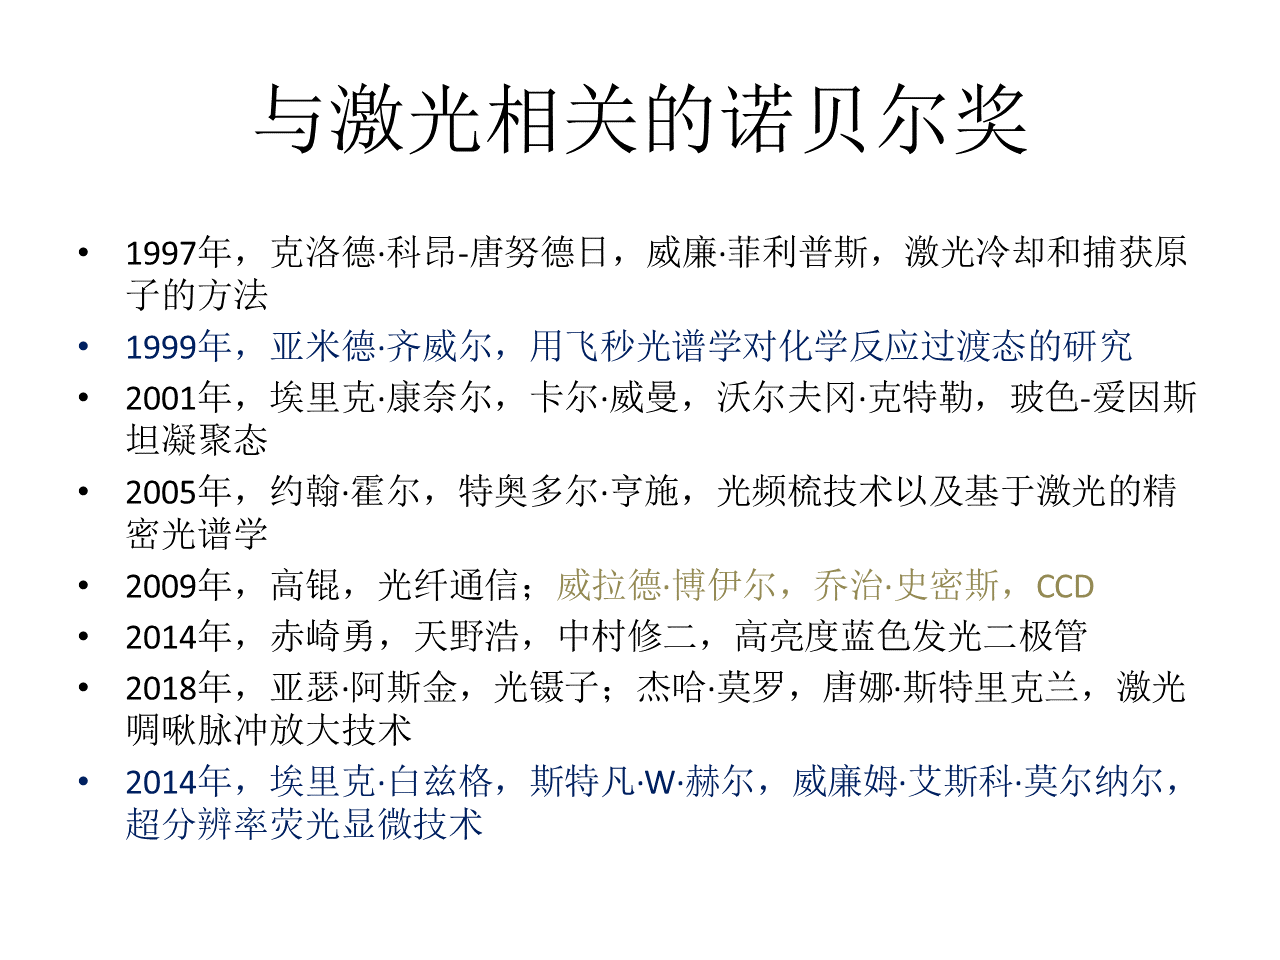 与激光相关的诺贝尔奖
• 1997年，克洛德·科昂-唐努德日，威廉·菲利普斯，激光冷却和捕获原
子的方法
• 1999年，亚米德·齐威尔，用飞秒光谱学对化学反应过渡态的研究
• 2001年，埃里克·康奈尔，卡尔·威曼，沃尔夫冈·克特勒，玻色-爱因斯
坦凝聚态
• 2005年，约翰·霍尔，特奥多尔·亨施，光频梳技术以及基于激光的精
密光谱学
• 2009年，高锟，光纤通信；威拉德·博伊尔，乔治·史密斯，CCD
• 2014年，赤崎勇，天野浩，中村修二，高亮度蓝色发光二极管
• 2018年，亚瑟·阿斯金，光镊子；杰哈·莫罗，唐娜·斯特里克兰，激光
啁啾脉冲放大技术
• 2014年，埃里克·白兹格，斯特凡·W·赫尔，威廉姆·艾斯科·莫尔纳尔，
超分辨率荧光显微技术